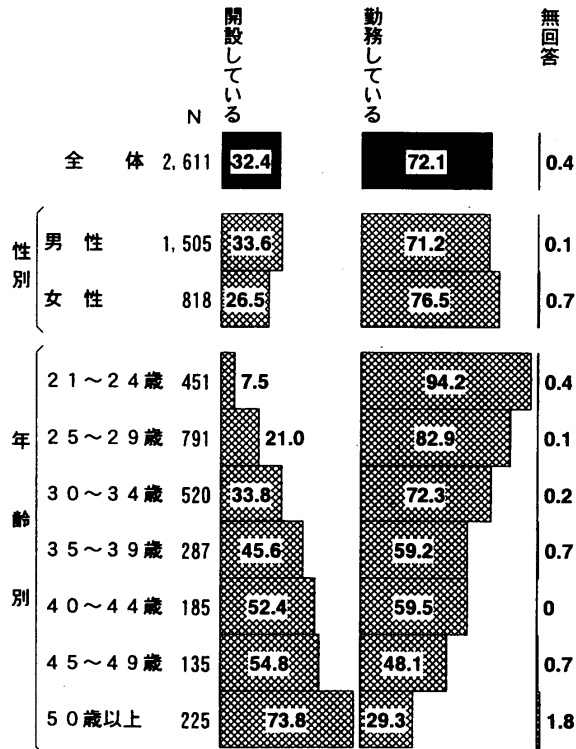 開設している 勤務している 無回答
N
全体 2,611 32.4 72.1 0.4
性別
男性 1,505 33.6 71.2 0.1
女性 818 26.5 76.5 0.7
年齢別
21～24歳 451 7.5 94.2 0.4
25～29歳 791 21.0 82.9 0.1
30～34歳 520 33.8 72.3 0.2
35～39歳 287 45.6 59.2 0.7
40～44歳 185 52.4 59.5 0
45～49歳 135 54.8 48.1 0.7
50歳以上 225 73.8 29.3 1.8